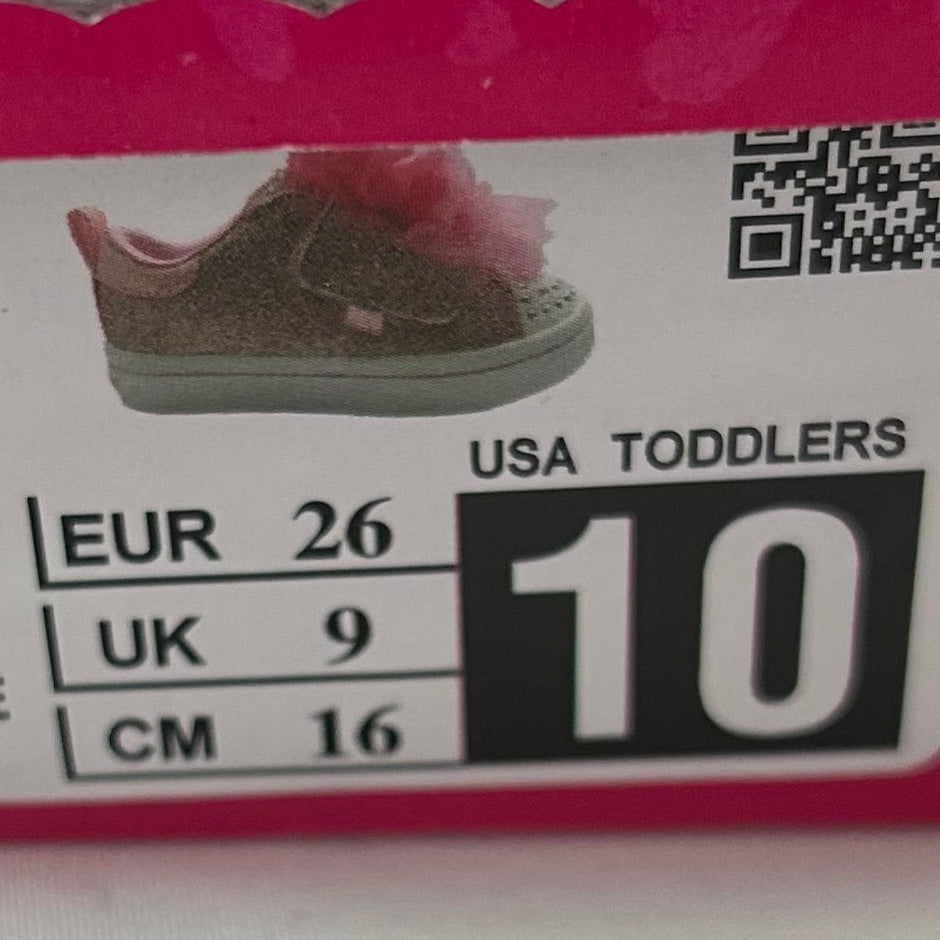 USA TODDLERS
EUR 26
UK 9
CM 16
10